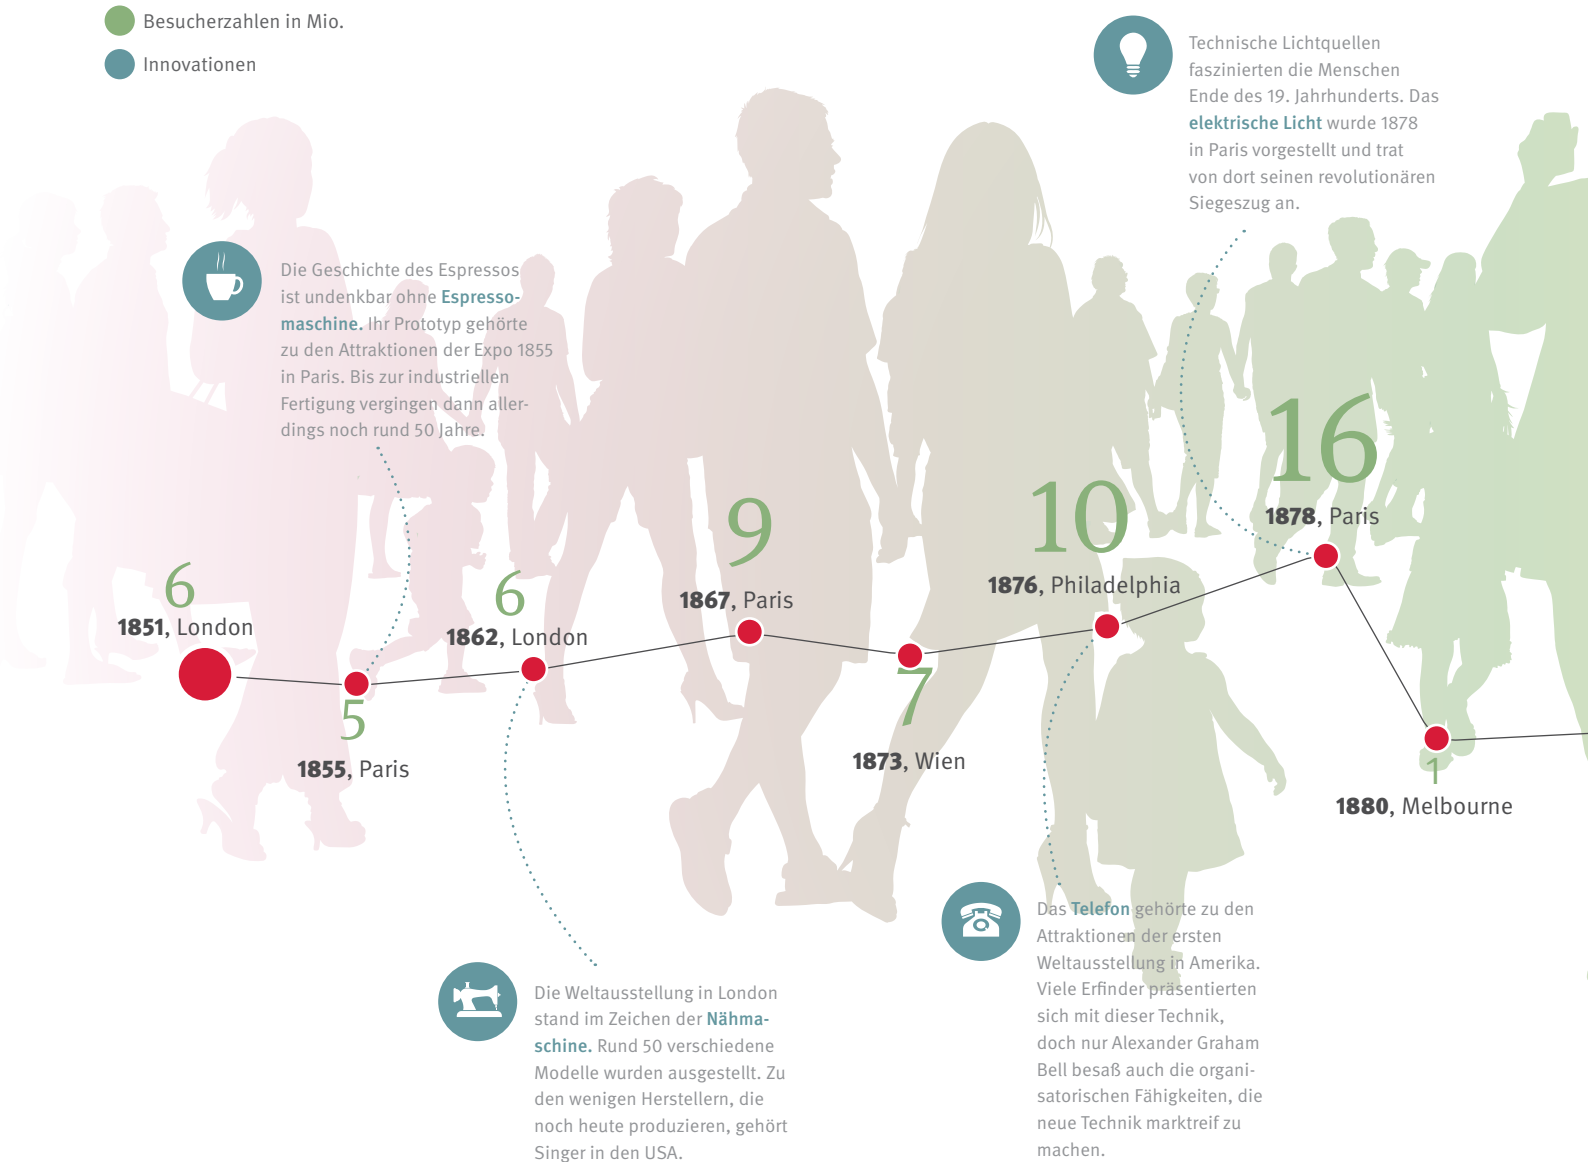 Besucherzahlen in Mio.
Innovationen
Technische Lichtquellen
faszinierten die Menschen
Ende des 19. Jahrhunderts. Das
elektrische Licht wurde 1878
in Paris vorgestellt und trat
von dort seinen revolutionären
Siegeszug an.
Die Geschichte des Espressos
ist undenkbar ohne Espresso-
maschine. Ihr Prototyp gehörte
zu den Attraktionen der Expo 1855
in Paris. Bis zur industriellen
Fertigung vergingen dann aller-
dings noch rund 50 Jahre.
6
1851, London
5
1855, Paris
6
1862, London
9
1867, Paris
7
1873, Wien
10
1876, Philadelphia
16
1878, Paris
1
1880, Melbourne
Die Weltausstellung in London
stand im Zeichen der Nähma-
schine. Rund 50 verschiedene
Modelle wurden ausgestellt. Zu
den wenigen Herstellern, die
noch heute produzieren, gehört
Singer in den USA.
Das Telefon gehörte zu den
Attraktionen der ersten
Weltausstellung in Amerika.
Viele Erfinder präsentierten
sich mit dieser Technik,
doch nur Alexander Graham
Bell besaß auch die organi-
satorischen Fähigkeiten, die
neue Technik marktreif zu
machen.